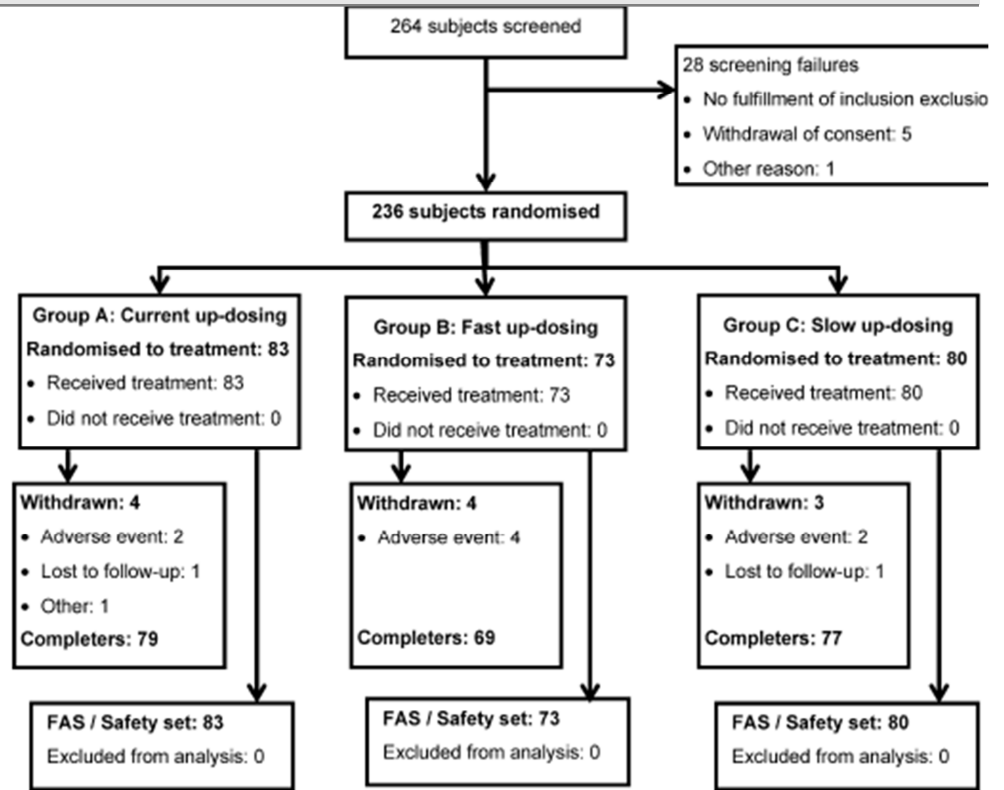 264 subjects screened
28 screening failures
• No fulfillment of inclusion exclusio
• Withdrawal of consent: 5
• Other reason: 1
236 subjects randomised
Group A: Current up-dosing
Randomised to treatment: 83
• Received treatment: 83
• Did not receive treatment: 0
Group B: Fast up-dosing
Randomised to treatment: 73
• Received treatment: 73
• Did not receive treatment: 0
Group C: Slow up-dosing
Randomised to treatment: 80
• Received treatment: 80
• Did not receive treatment: 0
Withdrawn: 4
• Adverse event: 2
• Lost to follow-up: 1
• Other: 1
Completers: 79
Withdrawn: 4
• Adverse event: 4
Completers: 69
Withdrawn: 3
• Adverse event: 2
• Lost to follow-up: 1
Completers: 77
FAS / Safety set: 83
Excluded from analysis: 0
FAS / Safety set: 73
Excluded from analysis: 0
FAS / Safety set: 80
Excluded from analysis: 0